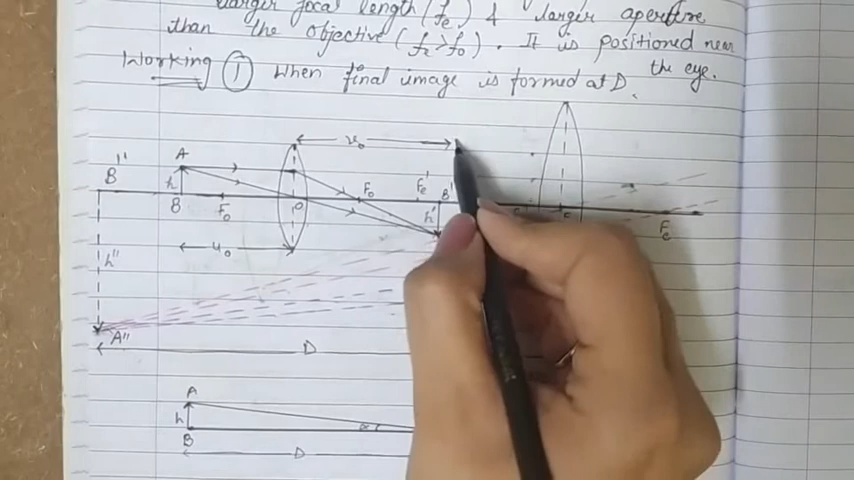 larger focal length (fe) & larger aperture
than the objective (fe>fo). It is positioned near
the eye.
Working ① When final image is formed at D.
vo
A
B''
h
B
Fo
O
Fo
Fe'
B'
h'
Fe
uo
h''
A''
D
A
h
B
α
D